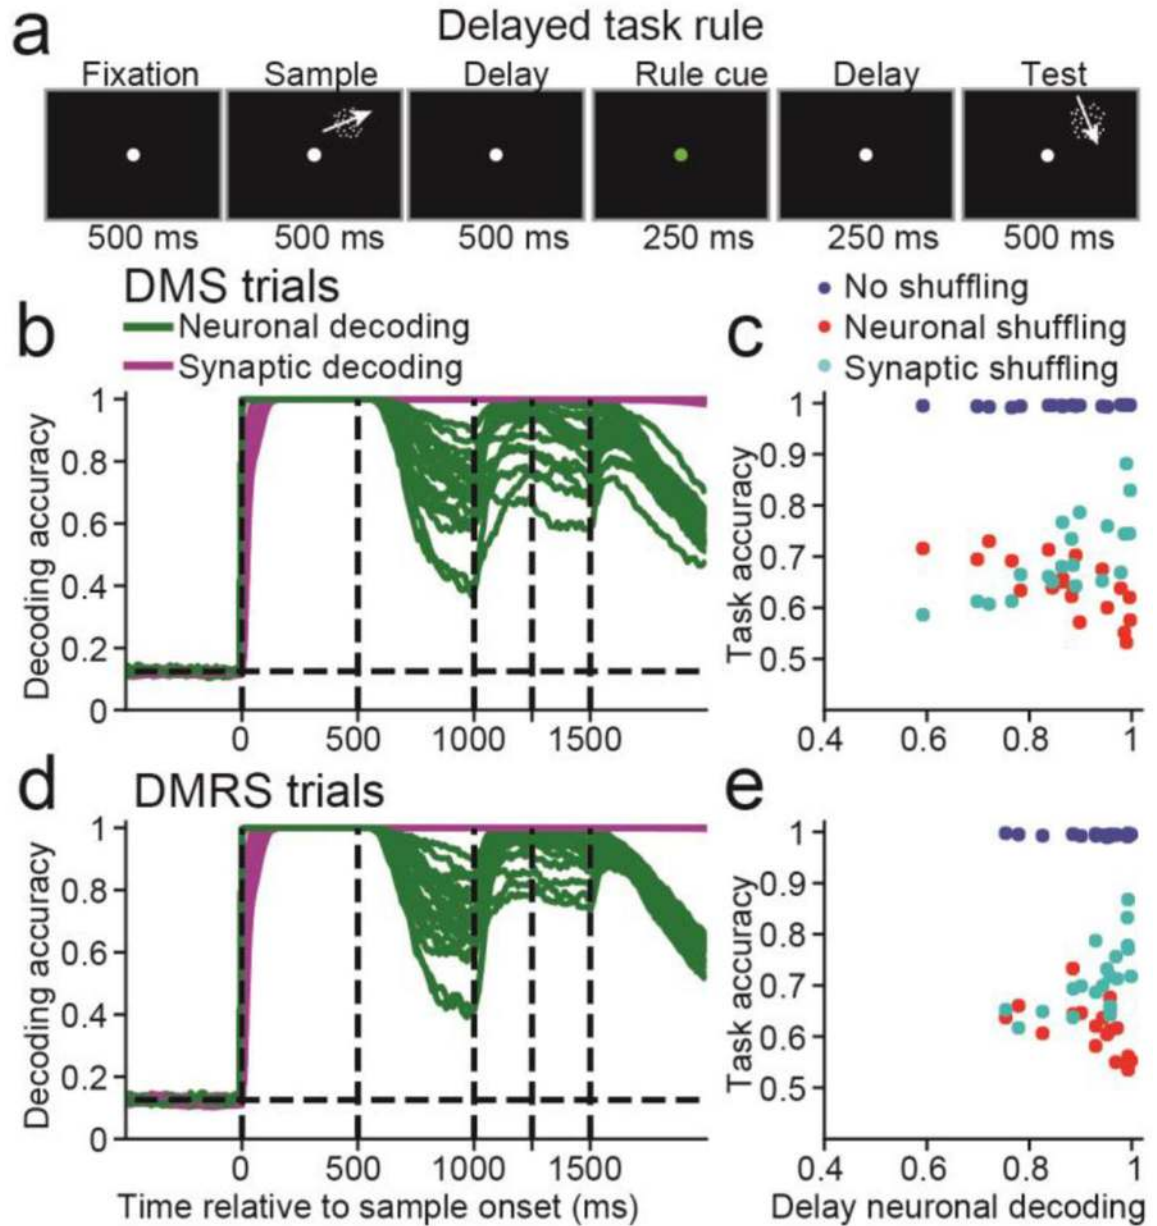 a
Delayed task rule
Fixation Sample Delay Rule cue Delay Test
500 ms 500 ms 500 ms 250 ms 250 ms 500 ms
DMS trials
b
Neuronal decoding
Synaptic decoding
Decoding accuracy
1
0.8
0.6
0.4
0.2
0
0 500 1000 1500
c
No shuffling
Neuronal shuffling
Synaptic shuffling
Task accuracy
1
0.9
0.8
0.7
0.6
0.5
0.4 0.6 0.8 1
d
DMRS trials
Decoding accuracy
1
0.8
0.6
0.4
0.2
0
0 500 1000 1500
Time relative to sample onset (ms)
e
Task accuracy
1
0.9
0.8
0.7
0.6
0.5
0.4 0.6 0.8 1
Delay neuronal decoding